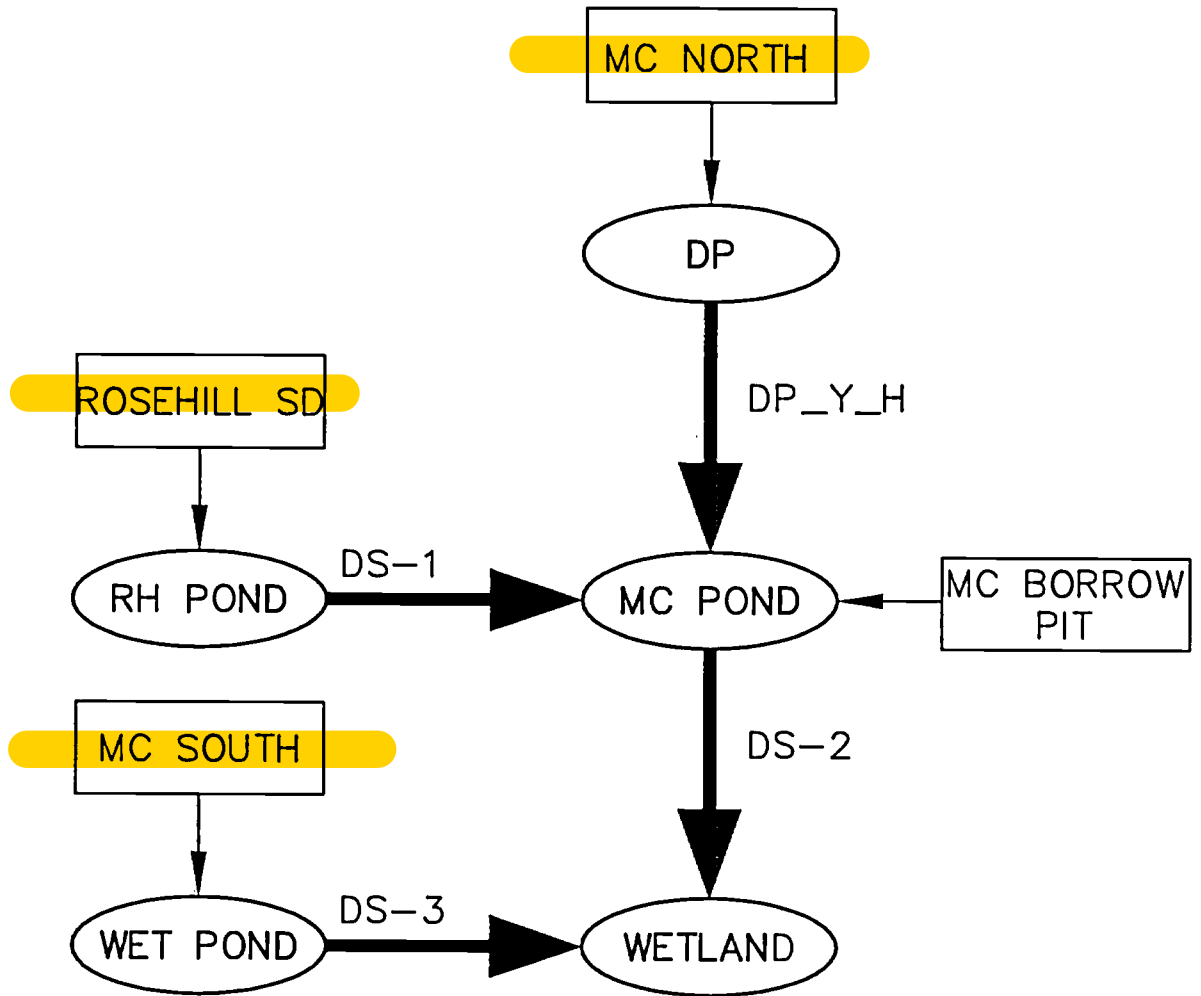 MC NORTH
DP
DP_Y_H
ROSEHILL SD
RH POND
DS-1
MC POND
MC BORROW
PIT
MC SOUTH
DS-2
WET POND
DS-3
WETLAND